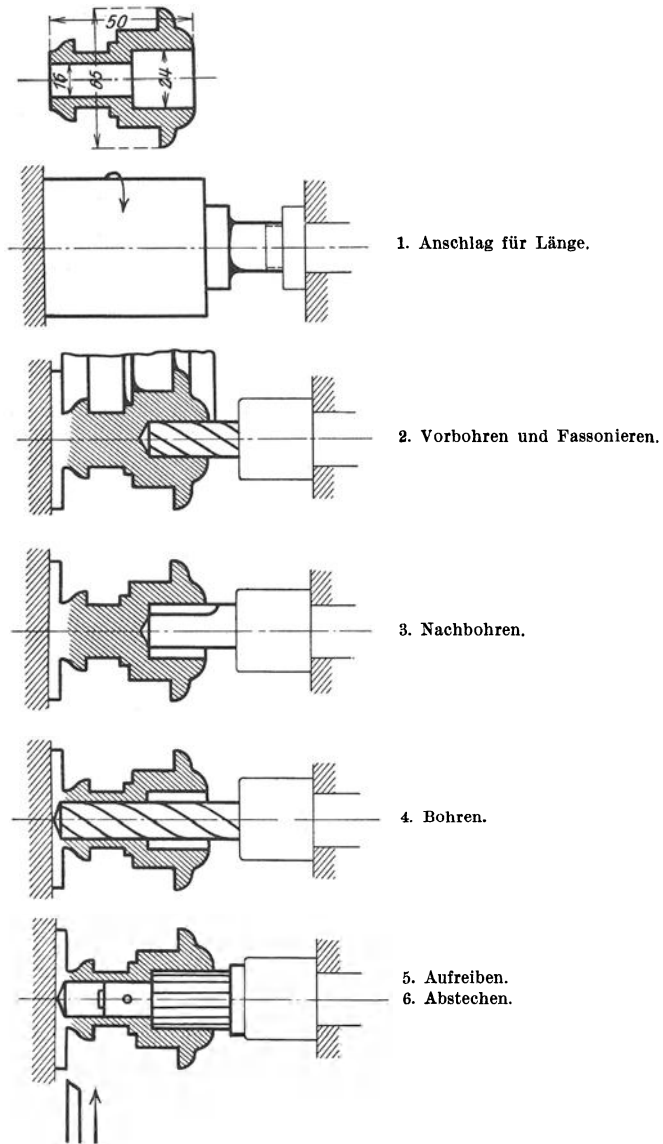 50
16
65
24
1. Anschlag für Länge.
2. Vorbohren und Fassonieren.
3. Nachbohren.
4. Bohren.
5. Aufreiben.
6. Abstechen.